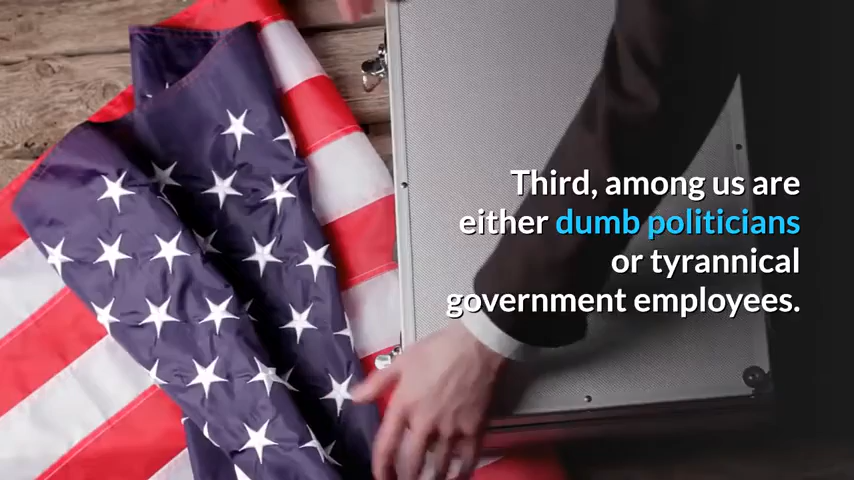 Third, among us are
either dumb politicians
or tyrannical
government employees.